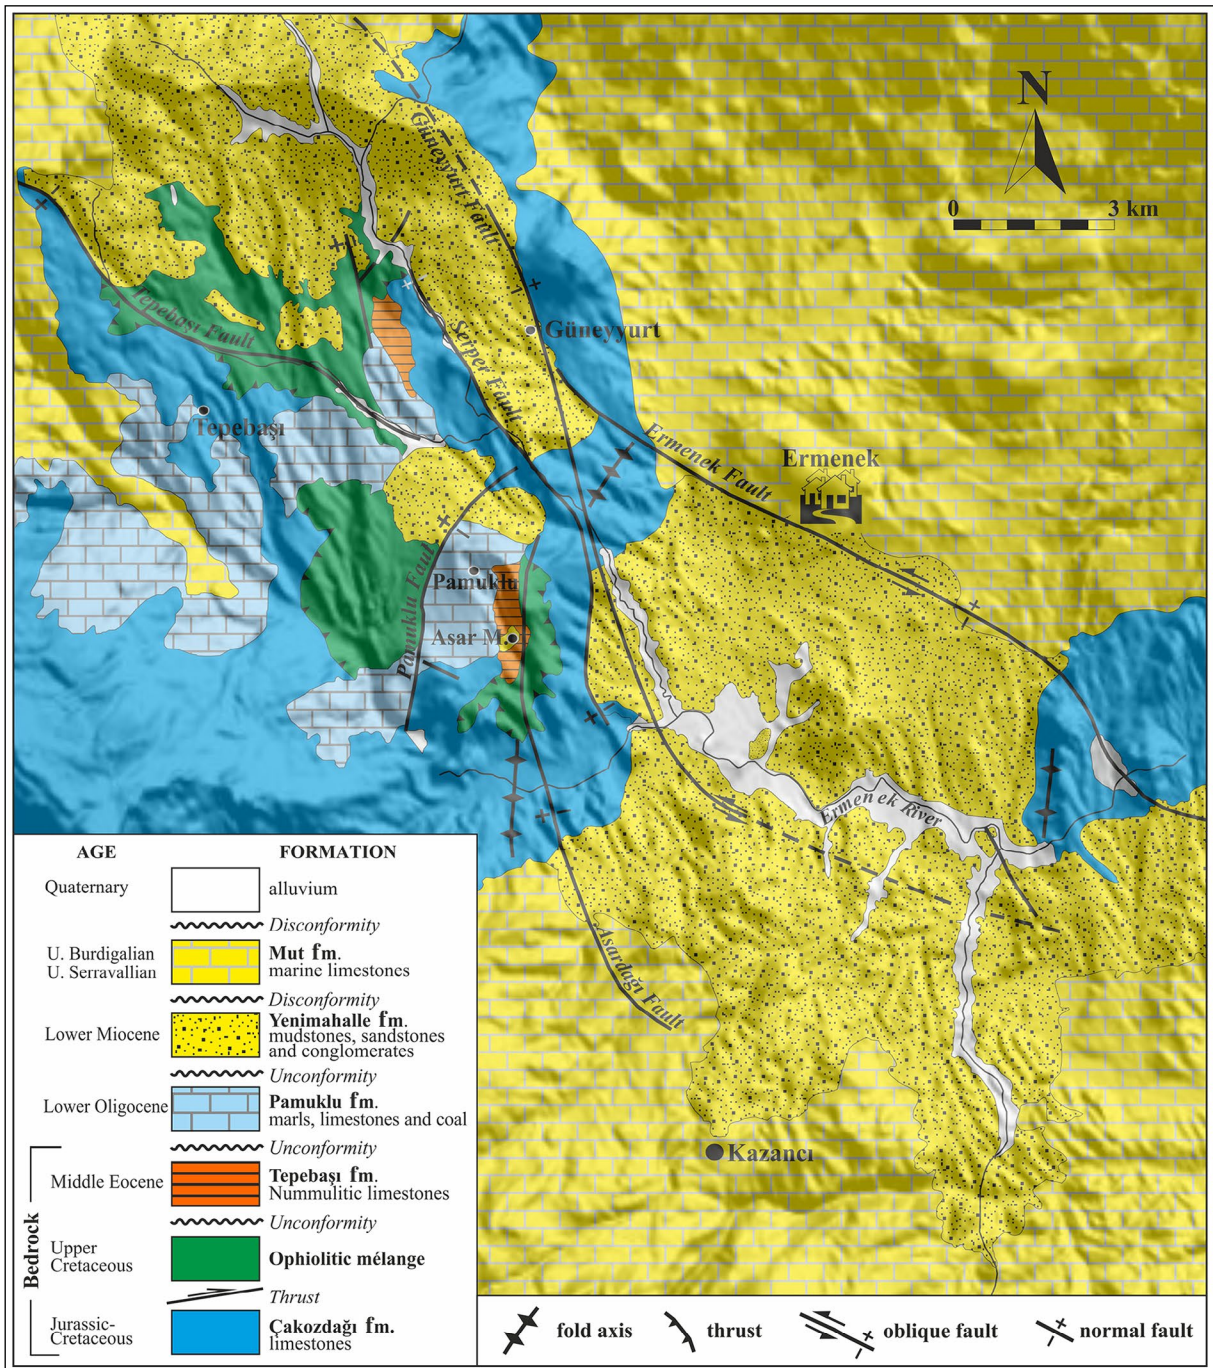 N
0 3 km
Güneyyurt Fault
Tepebaşı Fault
Seiper Fault
Güneyyurt
Tepebaşı
Ermenek Fault
Ermenek
Pamuklu
Pamuklu Faul
Asar M.
Ermenek River
Asardağı Fault
Kazancı
AGE FORMATION
Quaternary alluvium
Disconformity
U. Burdigalian
U. Serravallian
Mut fm.
marine limestones
Disconformity
Lower Miocene
Yenimahalle fm.
mudstones, sandstones
and conglomerates
Unconformity
Lower Oligocene
Pamuklu fm.
marls, limestones and coal
Unconformity
Bedrock
Middle Eocene
Tepebaşı fm.
Nummulitic limestones
Unconformity
Upper
Cretaceous
Ophiolitic mélange
Thrust
Jurassic-
Cretaceous
Çakozdağı fm.
limestones
fold axis
thrust
oblique fault
normal fault